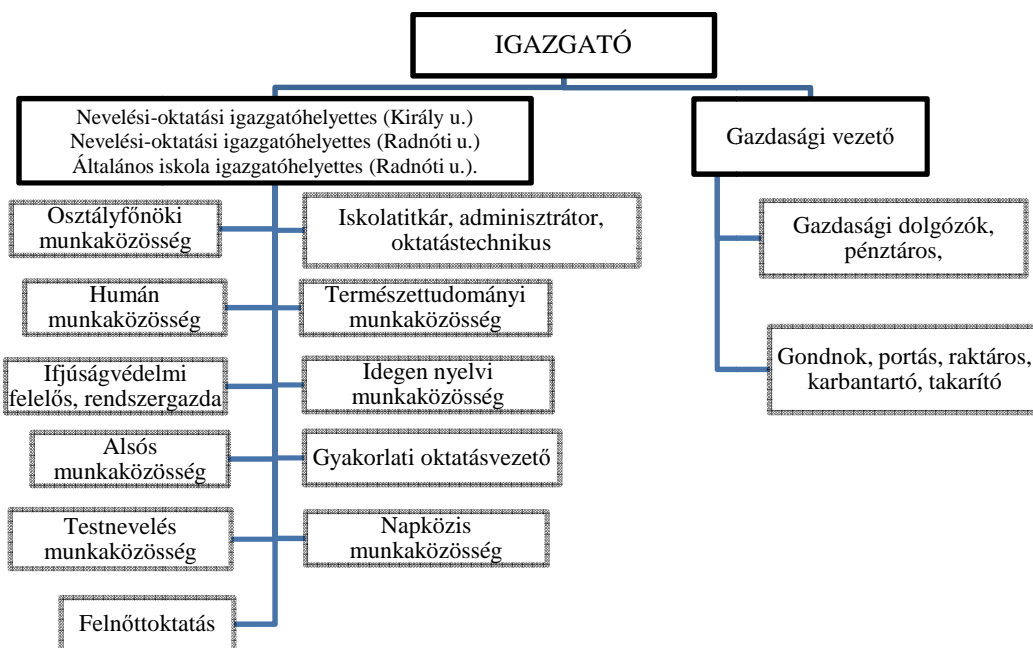 IGAZGATÓ
Nevelési-oktatási igazgatóhelyettes (Király u.)
Nevelési-oktatási igazgatóhelyettes (Radnóti u.)
Általános iskola igazgatóhelyettes (Radnóti u.).
Gazdasági vezető
Osztályfőnöki
munkaközösség
Iskolatitkár, adminisztrátor,
oktatástechnikus
Gazdasági dolgózók,
pénztáros,
Humán
munkaközösség
Természettudományi
munkaközösség
Ifjúságvédelmi
felelős, rendszergazda
Idegen nyelvi
munkaközösség
Gondnok, portás, raktáros,
karbantartó, takarító
Alsós
munkaközösség
Gyakorlati oktatásvezető
Testnevelés
munkaközösség
Napközis
munkaközösség
Felnőttoktatás